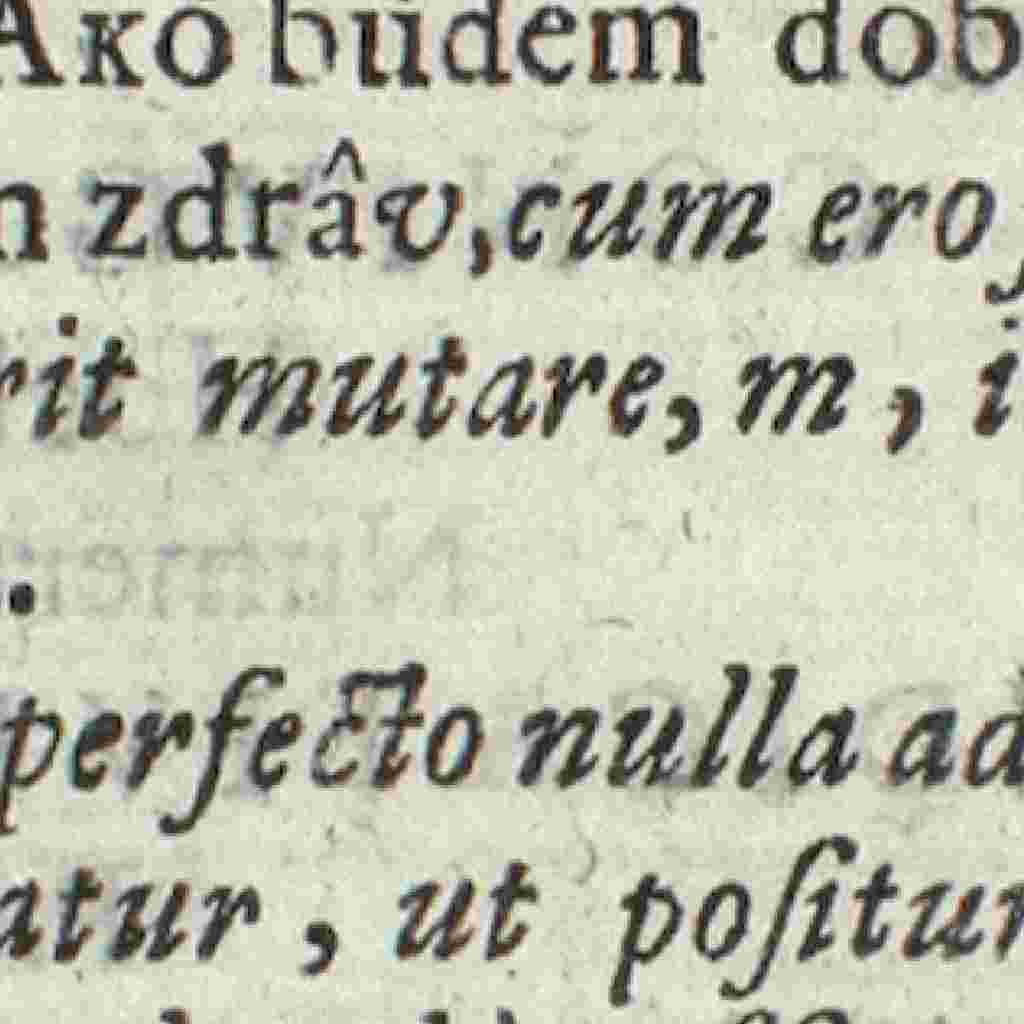 Ako budem dob
zdrâv, cum ero
rit mutare, m, i
.
perfecto nulla ad
atur, ut poſitur